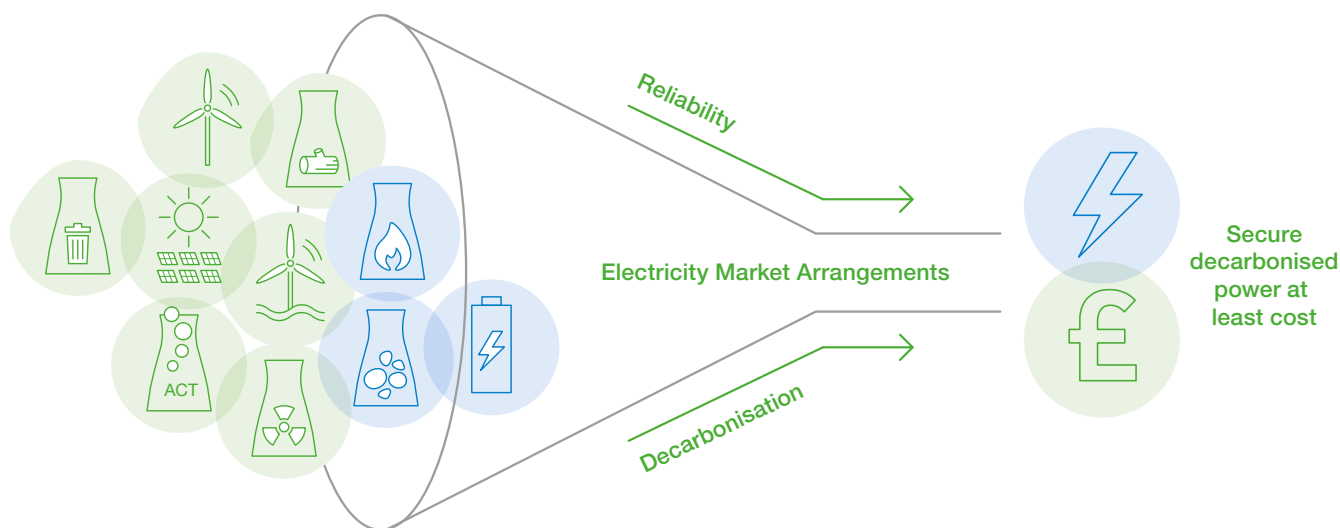 Reliability
Electricity Market Arrangements
Decarbonisation
ACT
Secure
decarbonised
power at
least cost
£